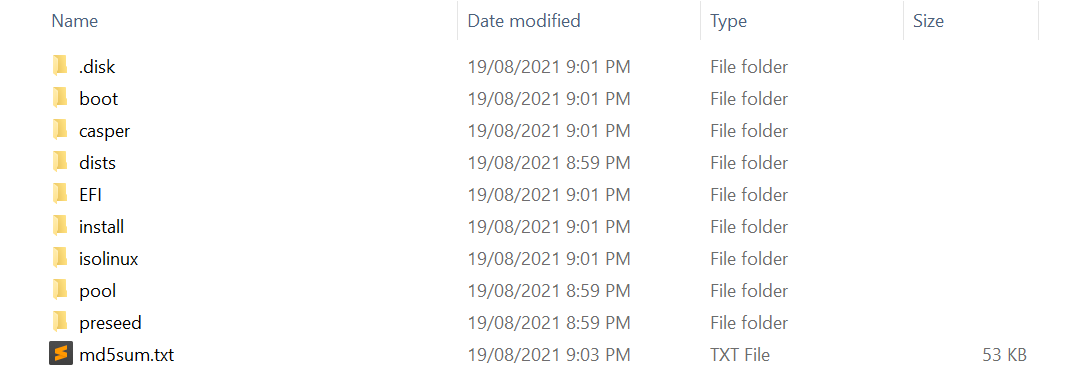 Name Date modified Type Size
.disk 19/08/2021 9:01 PM File folder
boot 19/08/2021 9:01 PM File folder
casper 19/08/2021 9:01 PM File folder
dists 19/08/2021 8:59 PM File folder
EFI 19/08/2021 9:01 PM File folder
install 19/08/2021 9:01 PM File folder
isolinux 19/08/2021 9:01 PM File folder
pool 19/08/2021 8:59 PM File folder
preseed 19/08/2021 8:59 PM File folder
md5sum.txt 19/08/2021 9:03 PM TXT File 53 KB